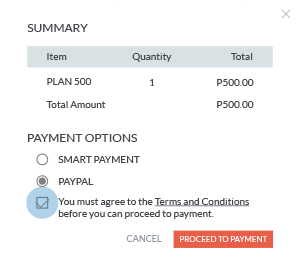 SUMMARY
Item Quantity Total
PLAN 500 1 P500.00
Total Amount P500.00
PAYMENT OPTIONS
SMART PAYMENT
PAYPAL
You must agree to the Terms and Conditions
before you can proceed to payment.
CANCEL PROCEED TO PAYMENT